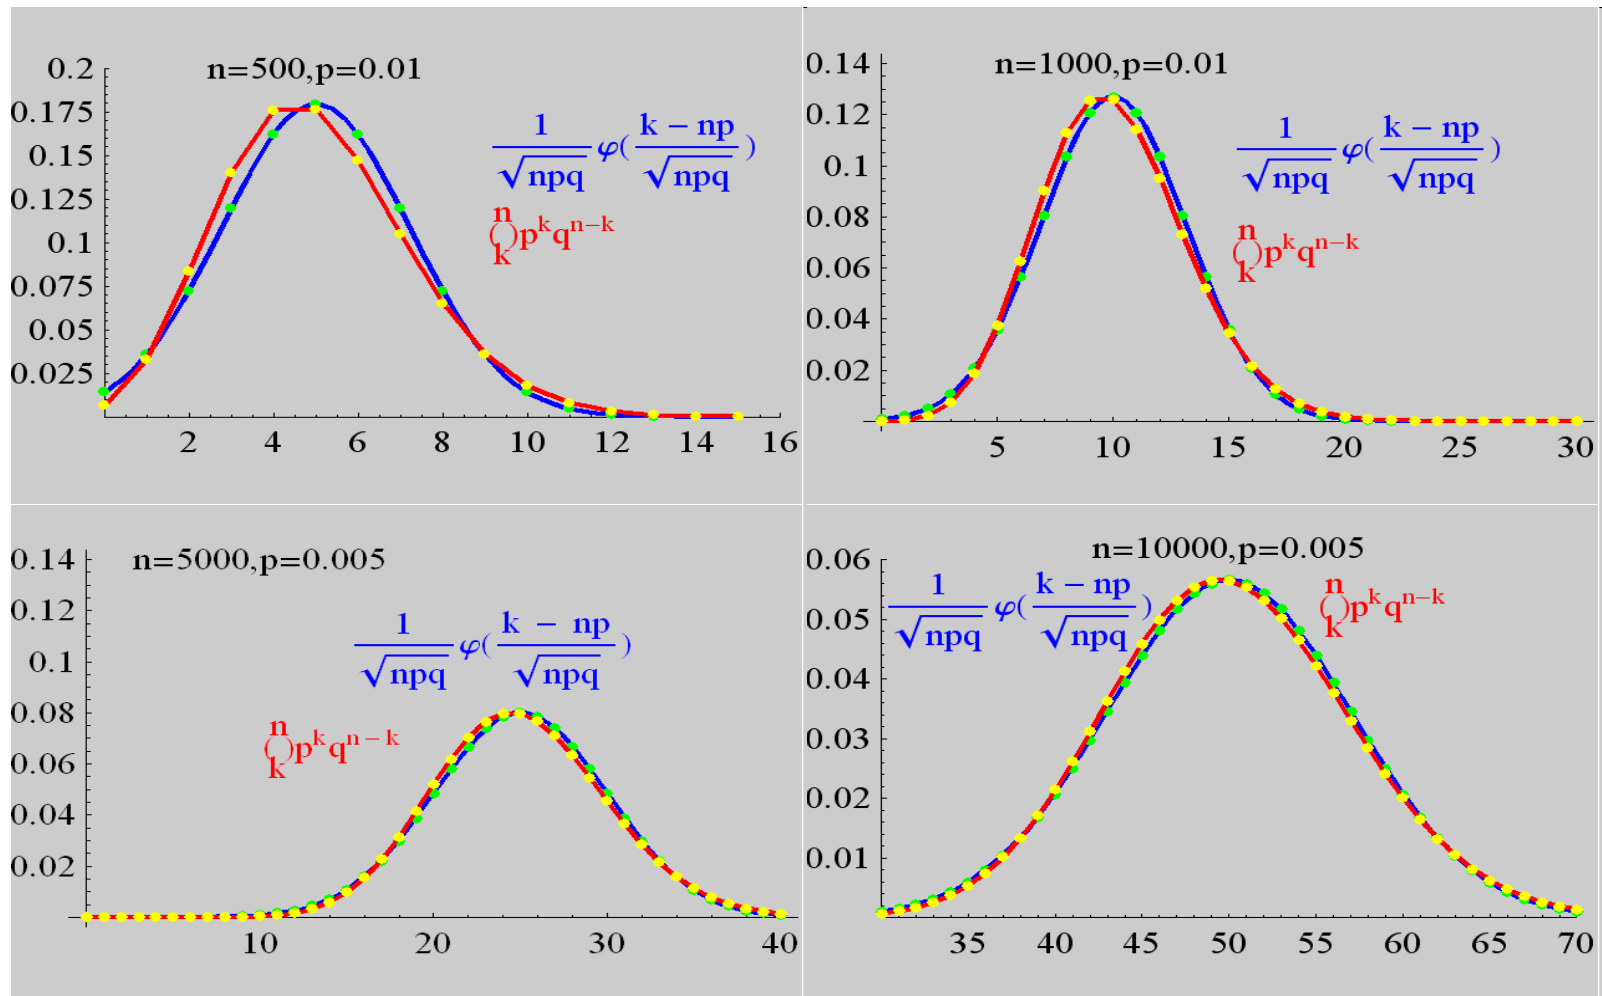 n=500,p=0.01
0.2
0.175
0.15
0.125
0.1
0.075
0.05
0.025
2 4 6 8 10 12 14 16
1/√npq φ(k − np/√npq)
(n k)p^k q^n−k
n=1000,p=0.01
0.14
0.12
0.1
0.08
0.06
0.04
0.02
5 10 15 20 25 30
1/√npq φ(k − np/√npq)
(n k)p^k q^n−k
n=5000,p=0.005
0.14
0.12
0.1
0.08
0.06
0.04
0.02
10 20 30 40
1/√npq φ(k − np/√npq)
(n k)p^k q^n−k
n=10000,p=0.005
0.06
0.05
0.04
0.03
0.02
0.01
35 40 45 50 55 60 65 70
1/√npq φ(k − np/√npq)
(n k)p^k q^n−k